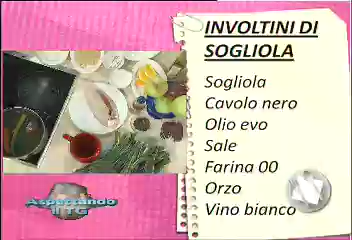 INVOLTINI DI
SOGLIOLA
Sogliola
Cavolo nero
Olio evo
Sale
Farina 00
Orzo
Vino bianco
Aspettando
il TG